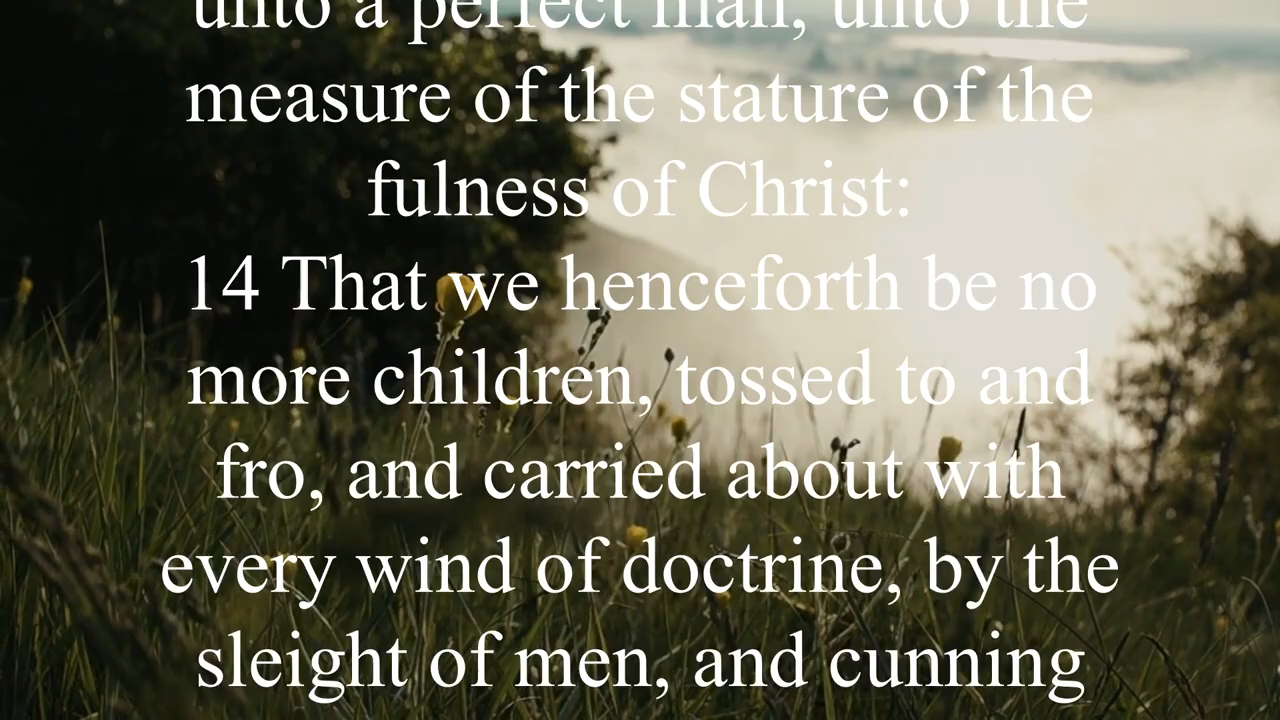 unto a perfect man, unto the
measure of the stature of the
fulness of Christ:
14 That we henceforth be no
more children, tossed to and
fro, and carried about with
every wind of doctrine, by the
sleight of men, and cunning